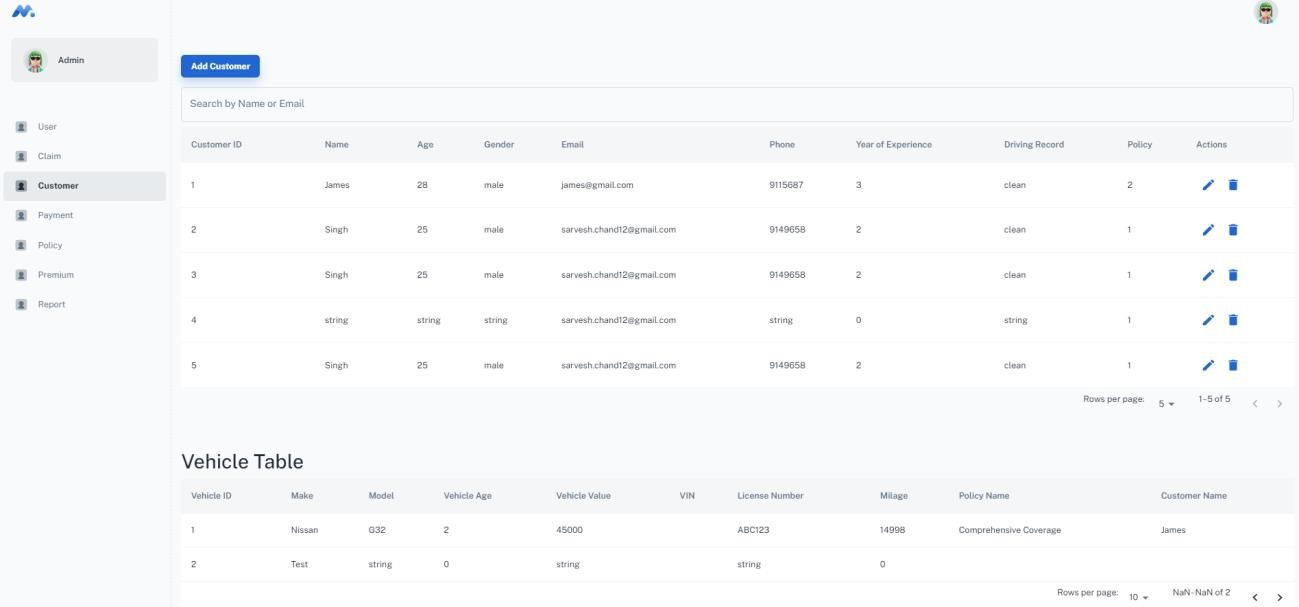 Admin
User
Claim
Customer
Payment
Policy
Premium
Report
Add Customer
Search by Name or Email
Customer ID Name Age Gender Email Phone Year of Experience Driving Record Policy Actions
1 James 28 male james@gmail.com 9115687 3 clean 2
2 Singh 25 male sarvesh.chand12@gmail.com 9149658 2 clean 1
3 Singh 25 male sarvesh.chand12@gmail.com 9149658 2 clean 1
4 string string string sarvesh.chand12@gmail.com string 0 string 1
5 Singh 25 male sarvesh.chand12@gmail.com 9149658 2 clean 1
Rows per page: 5 1–5 of 5
Vehicle Table
Vehicle ID Make Model Vehicle Age Vehicle Value VIN License Number Milage Policy Name Customer Name
1 Nissan G32 2 45000 ABC123 14998 Comprehensive Coverage James
2 Test string 0 string string 0
Rows per page: 10 NaN–NaN of 2